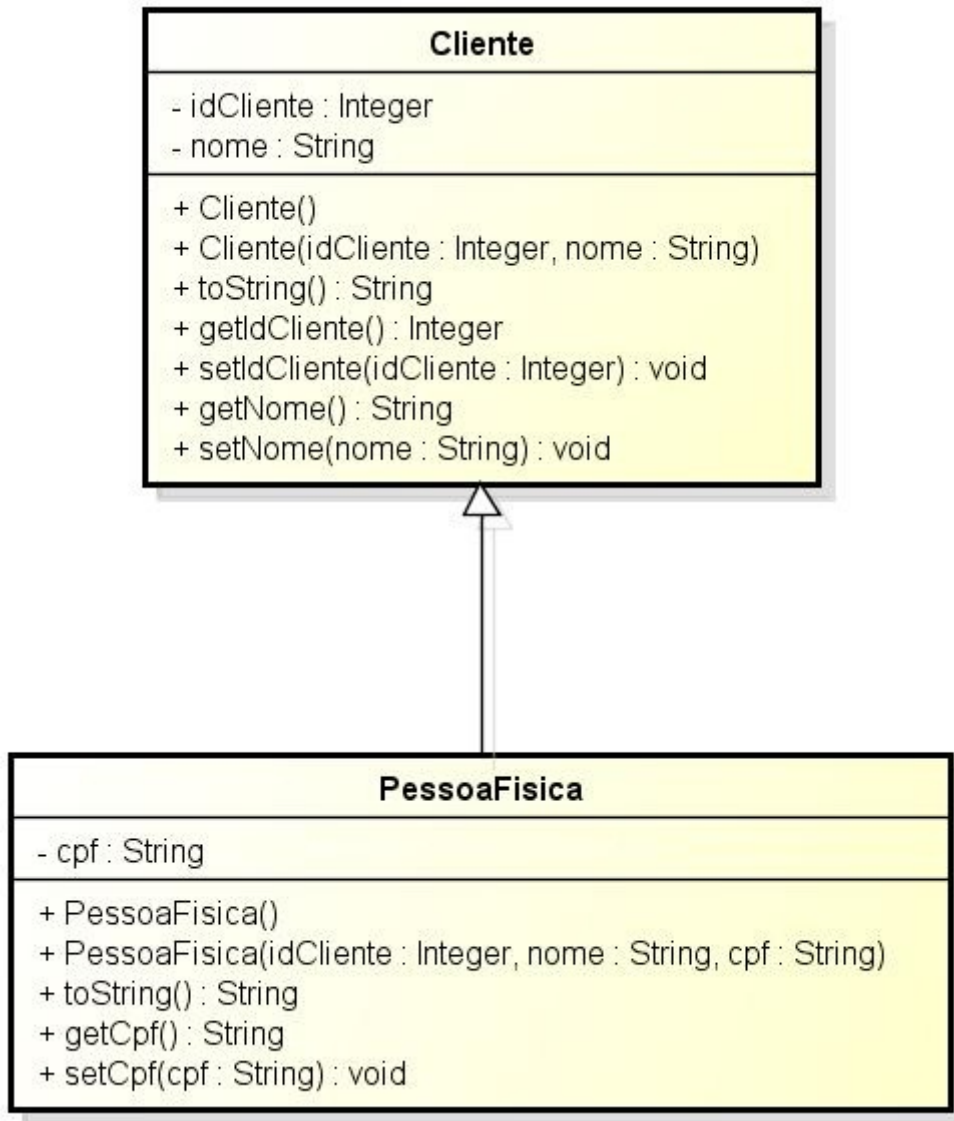 Cliente
- idCliente : Integer
- nome : String
+ Cliente()
+ Cliente(idCliente : Integer, nome : String)
+ toString() : String
+ getIdCliente() : Integer
+ setIdCliente(idCliente : Integer) : void
+ getNome() : String
+ setNome(nome : String) : void
PessoaFisica
- cpf : String
+ PessoaFisica()
+ PessoaFisica(idCliente : Integer, nome : String, cpf : String)
+ toString() : String
+ getCpf() : String
+ setCpf(cpf : String) : void